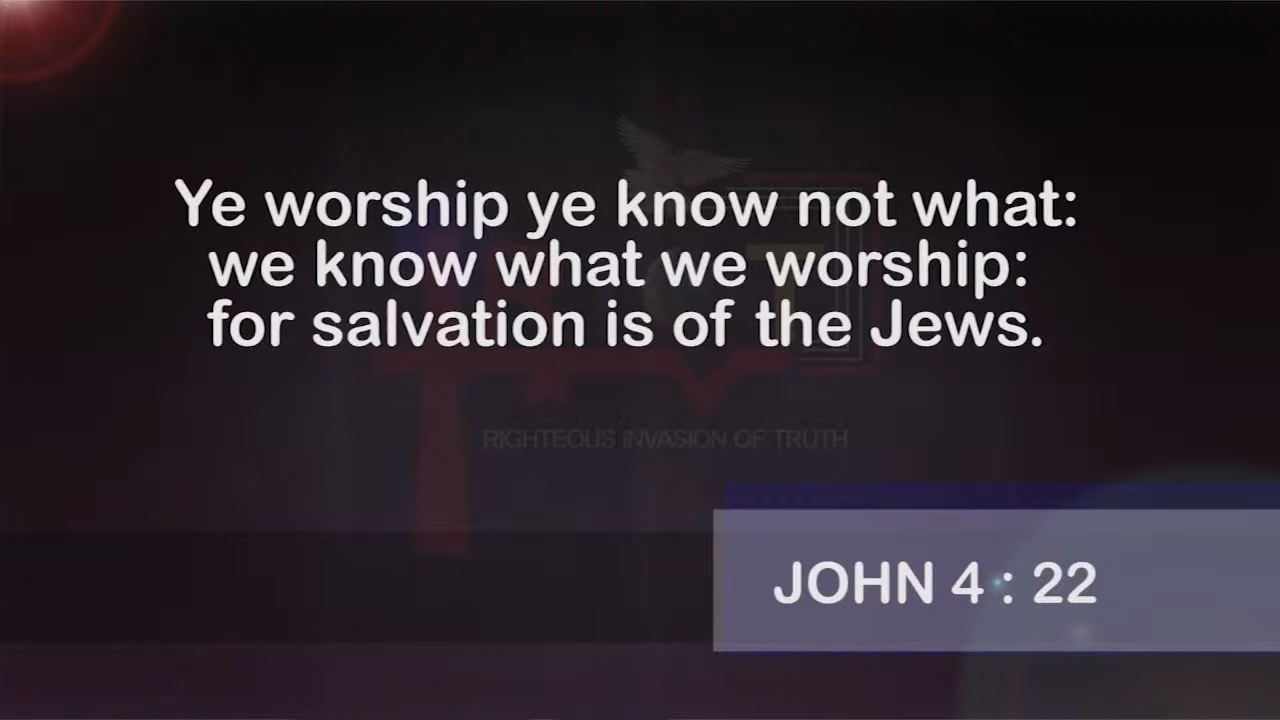 Ye worship ye know not what:
we know what we worship:
for salvation is of the Jews.
RIGHTEOUS INVASION OF TRUTH
JOHN 4 : 22